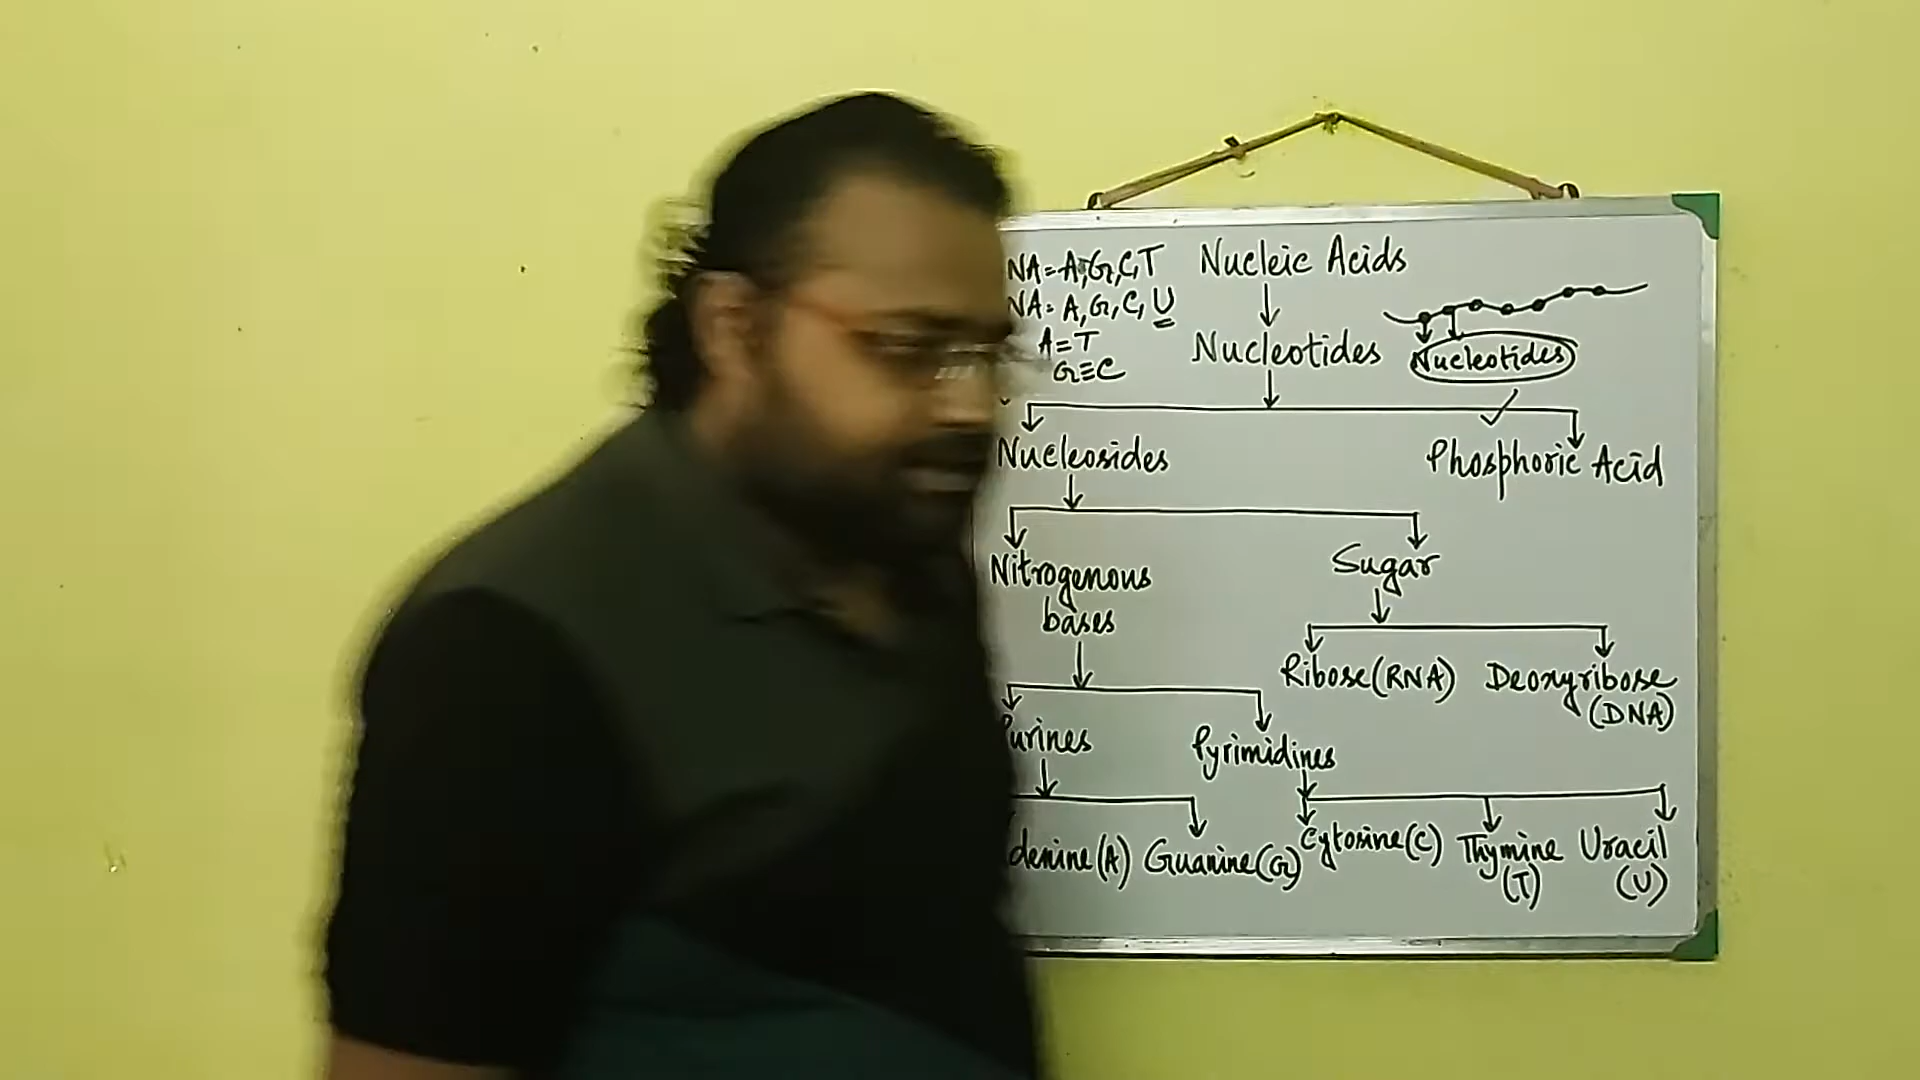 NA = A, G, C, T
Nucleic Acids
NA = A, G, C, U
A = T
G ≡ C
Nucleotides
Nucleotides
Nucleosides
Phosphoric Acid
Nitrogenous
bases
Sugar
Ribose (RNA)
Deoxyribose
(DNA)
urines
Pyrimidines
denine (A)
Guanine (G)
Cytosine (C)
Thymine
(T)
Uracil
(U)